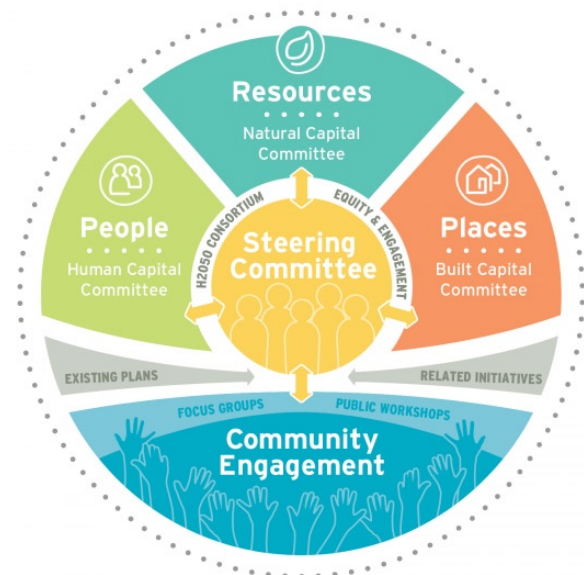 Resources
Natural Capital
Committee
People
Human Capital
Committee
Places
Built Capital
Committee
H2050 CONSORTIUM
EQUITY & ENGAGEMENT
Steering
Committee
EXISTING PLANS
RELATED INITIATIVES
FOCUS GROUPS
PUBLIC WORKSHOPS
Community
Engagement